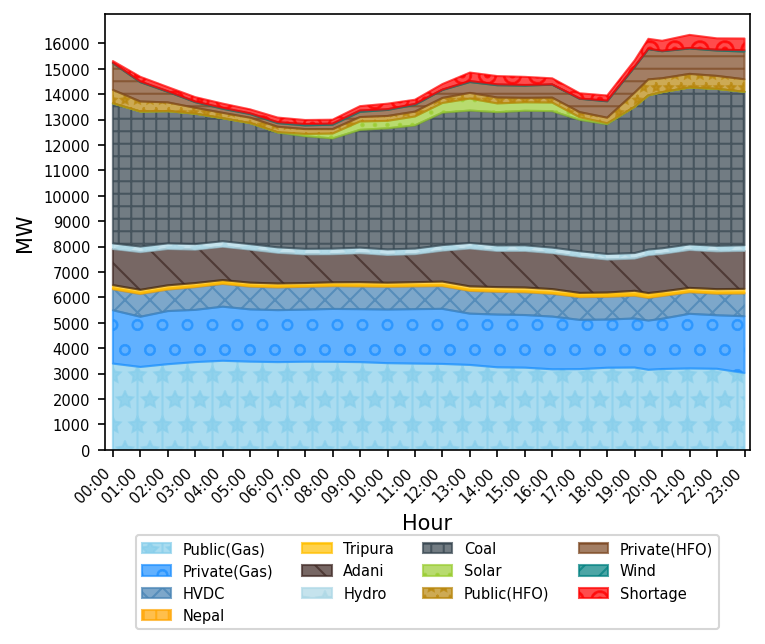 16000
15000
14000
13000
12000
11000
10000
9000
8000
7000
6000
5000
4000
3000
2000
1000
0
MW
00:00 01:00 02:00 03:00 04:00 05:00 06:00 07:00 08:00 09:00 10:00 11:00 12:00 13:00 14:00 15:00 16:00 17:00 18:00 19:00 20:00 21:00 22:00 23:00
Hour
Public(Gas) Tripura Coal Private(HFO)
Private(Gas) Adani Solar Wind
HVDC Hydro Public(HFO) Shortage
Nepal